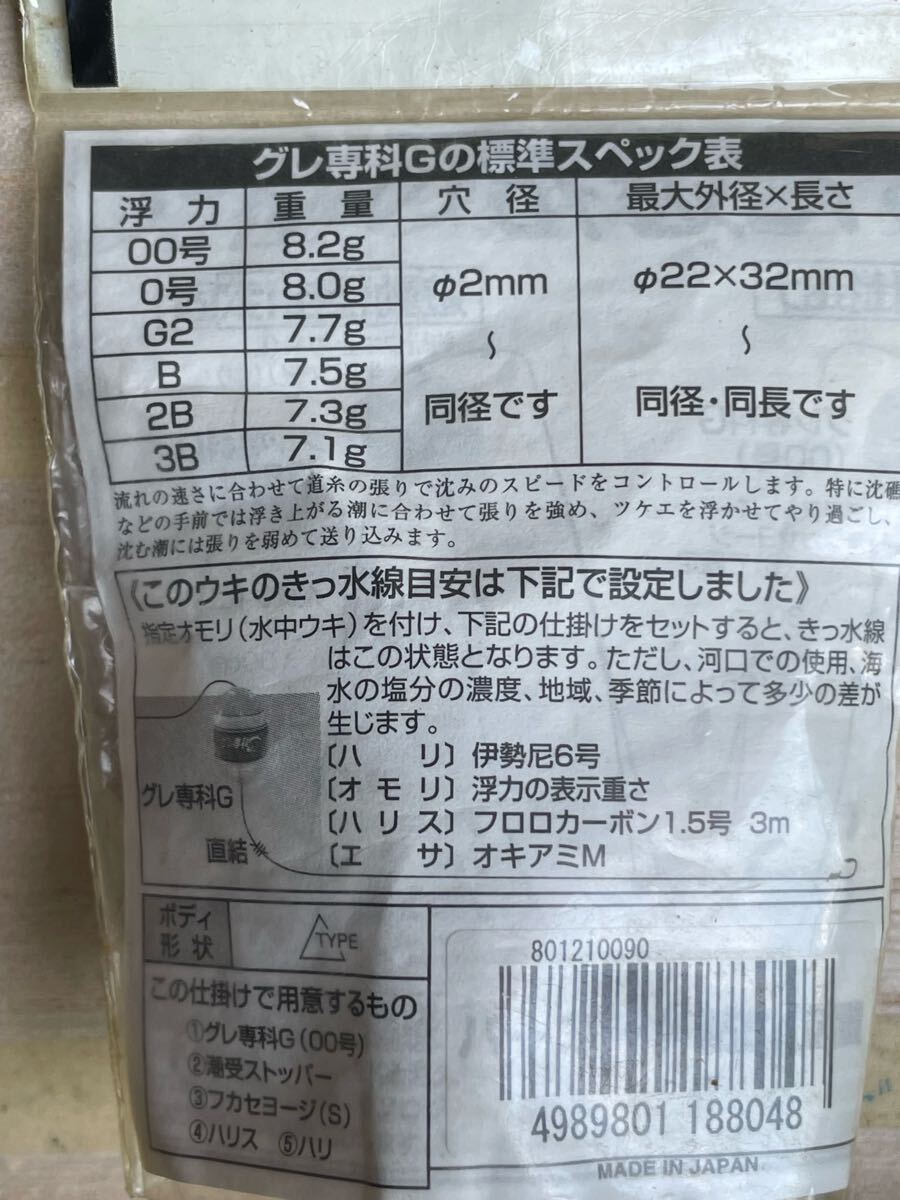 グレ専科Gの標準スペック表
浮力 重量 穴径 最大外径×長さ
00号 8.2g
0号 8.0g φ2mm φ22×32mm
G2 7.7g 〜 〜
B 7.5g
2B 7.3g 同径です 同径・同長です
3B 7.1g
流れの速さに合わせて道糸の張りで沈みのスピードをコントロールします。特に沈礁
などの手前では浮き上がる潮に合わせて張りを強め、ツケエを浮かせてやり過ごし、
沈む潮には張りを弱めて送り込みます。
《このウキのきっ水線目安は下記で設定しました》
指定オモリ(水中ウキ)を付け、下記の仕掛けをセットすると、きっ水線
はこの状態となります。ただし、河口での使用、海
水の塩分の濃度、地域、季節によって多少の差が
生じます。
〔ハリ〕伊勢尼6号
〔オモリ〕浮力の表示重さ
〔ハリス〕フロロカーボン1.5号 3m
〔エサ〕オキアミM
グレ専科G
直結
ボディ
形状
TYPE
この仕掛けで用意するもの
①グレ専科G(00号)
②潮受ストッパー
③フカセヨージ(S)
④ハリス ⑤ハリ
801210090
4989801 188048
MADE IN JAPAN